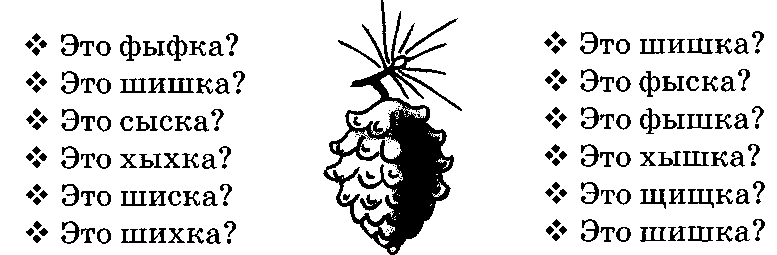 ❖ Это фыфка?
❖ Это шишка?
❖ Это сыска?
❖ Это хыхка?
❖ Это шиска?
❖ Это шихка?
❖ Это шишка?
❖ Это фыска?
❖ Это фышка?
❖ Это хышка?
❖ Это щищка?
❖ Это шишка?